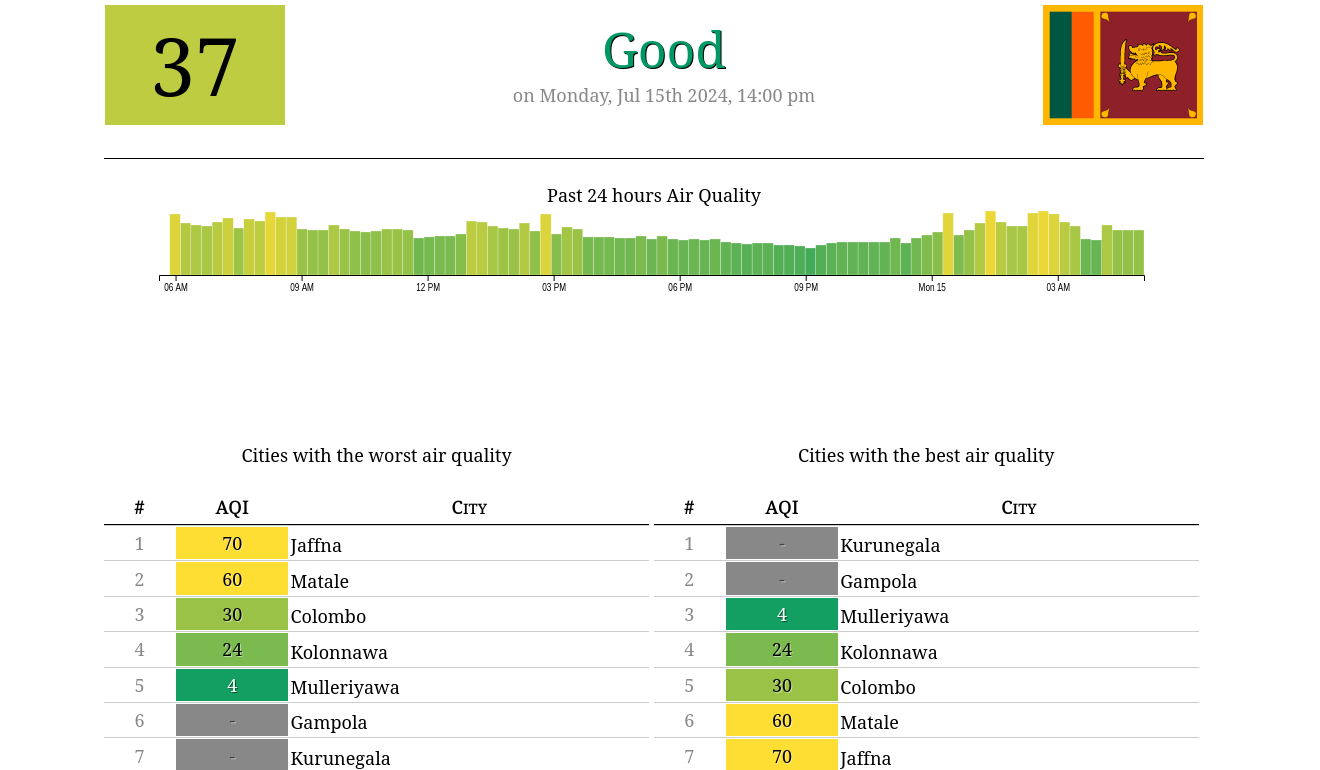 37
Good
on Monday, Jul 15th 2024, 14:00 pm
Past 24 hours Air Quality
06 AM 09 AM 12 PM 03 PM 06 PM 09 PM Mon 15 03 AM
Cities with the worst air quality
# AQI City
1 70 Jaffna
2 60 Matale
3 30 Colombo
4 24 Kolonnawa
5 4 Mulleriyawa
6 - Gampola
7 - Kurunegala
Cities with the best air quality
# AQI City
1 - Kurunegala
2 - Gampola
3 4 Mulleriyawa
4 24 Kolonnawa
5 30 Colombo
6 60 Matale
7 70 Jaffna